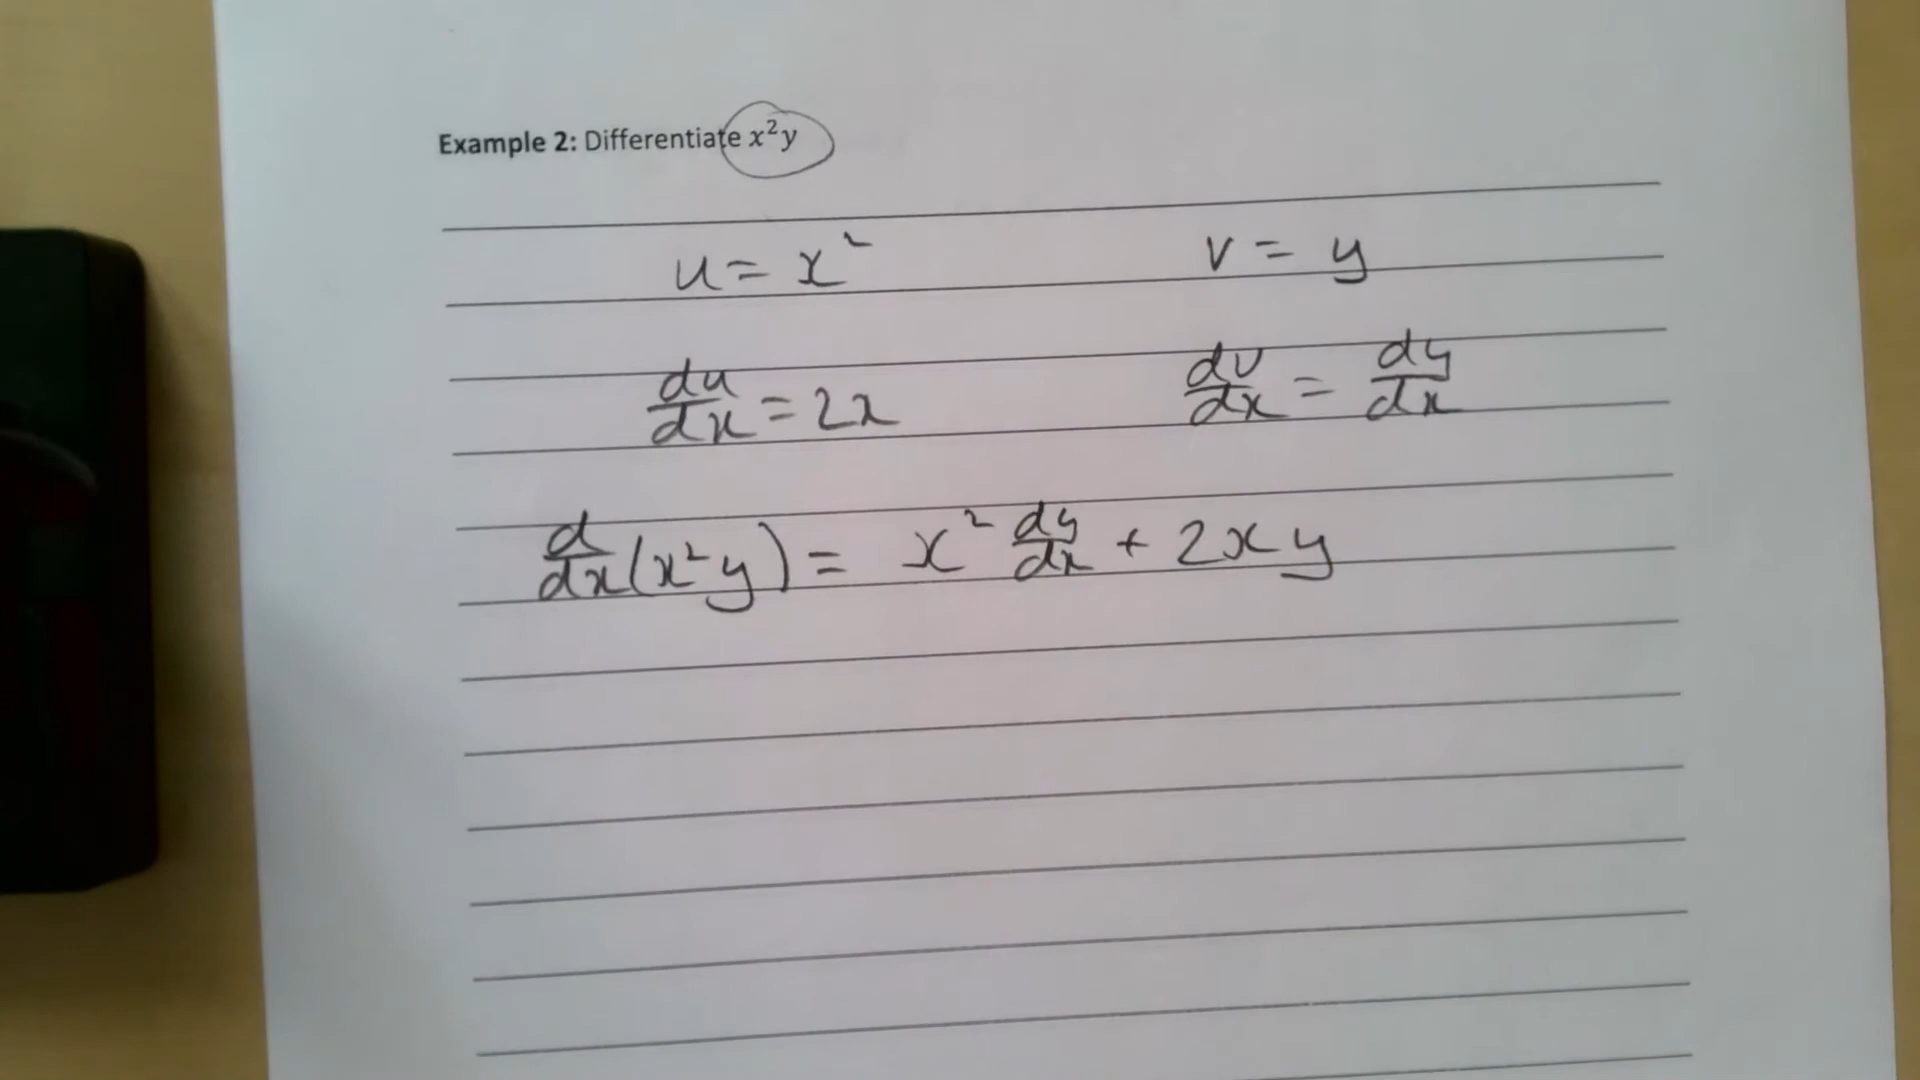 Example 2: Differentiate x²y
u = x² v = y
du/dx = 2x dv/dx = dy/dx
d/dx(x²y) = x² dy/dx + 2xy